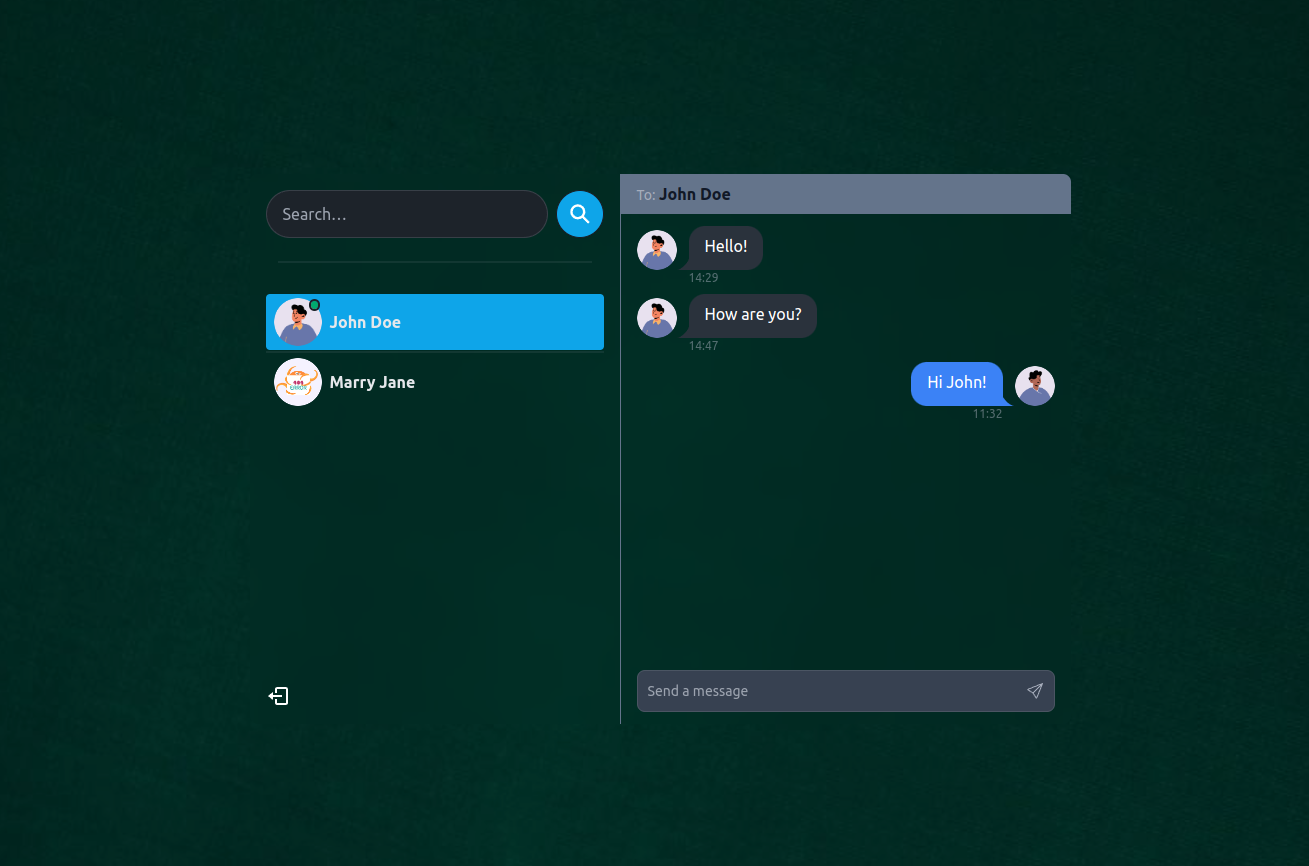 Search…
John Doe
Marry Jane
To: John Doe
Hello!
14:29
How are you?
14:47
Hi John!
11:32
Send a message